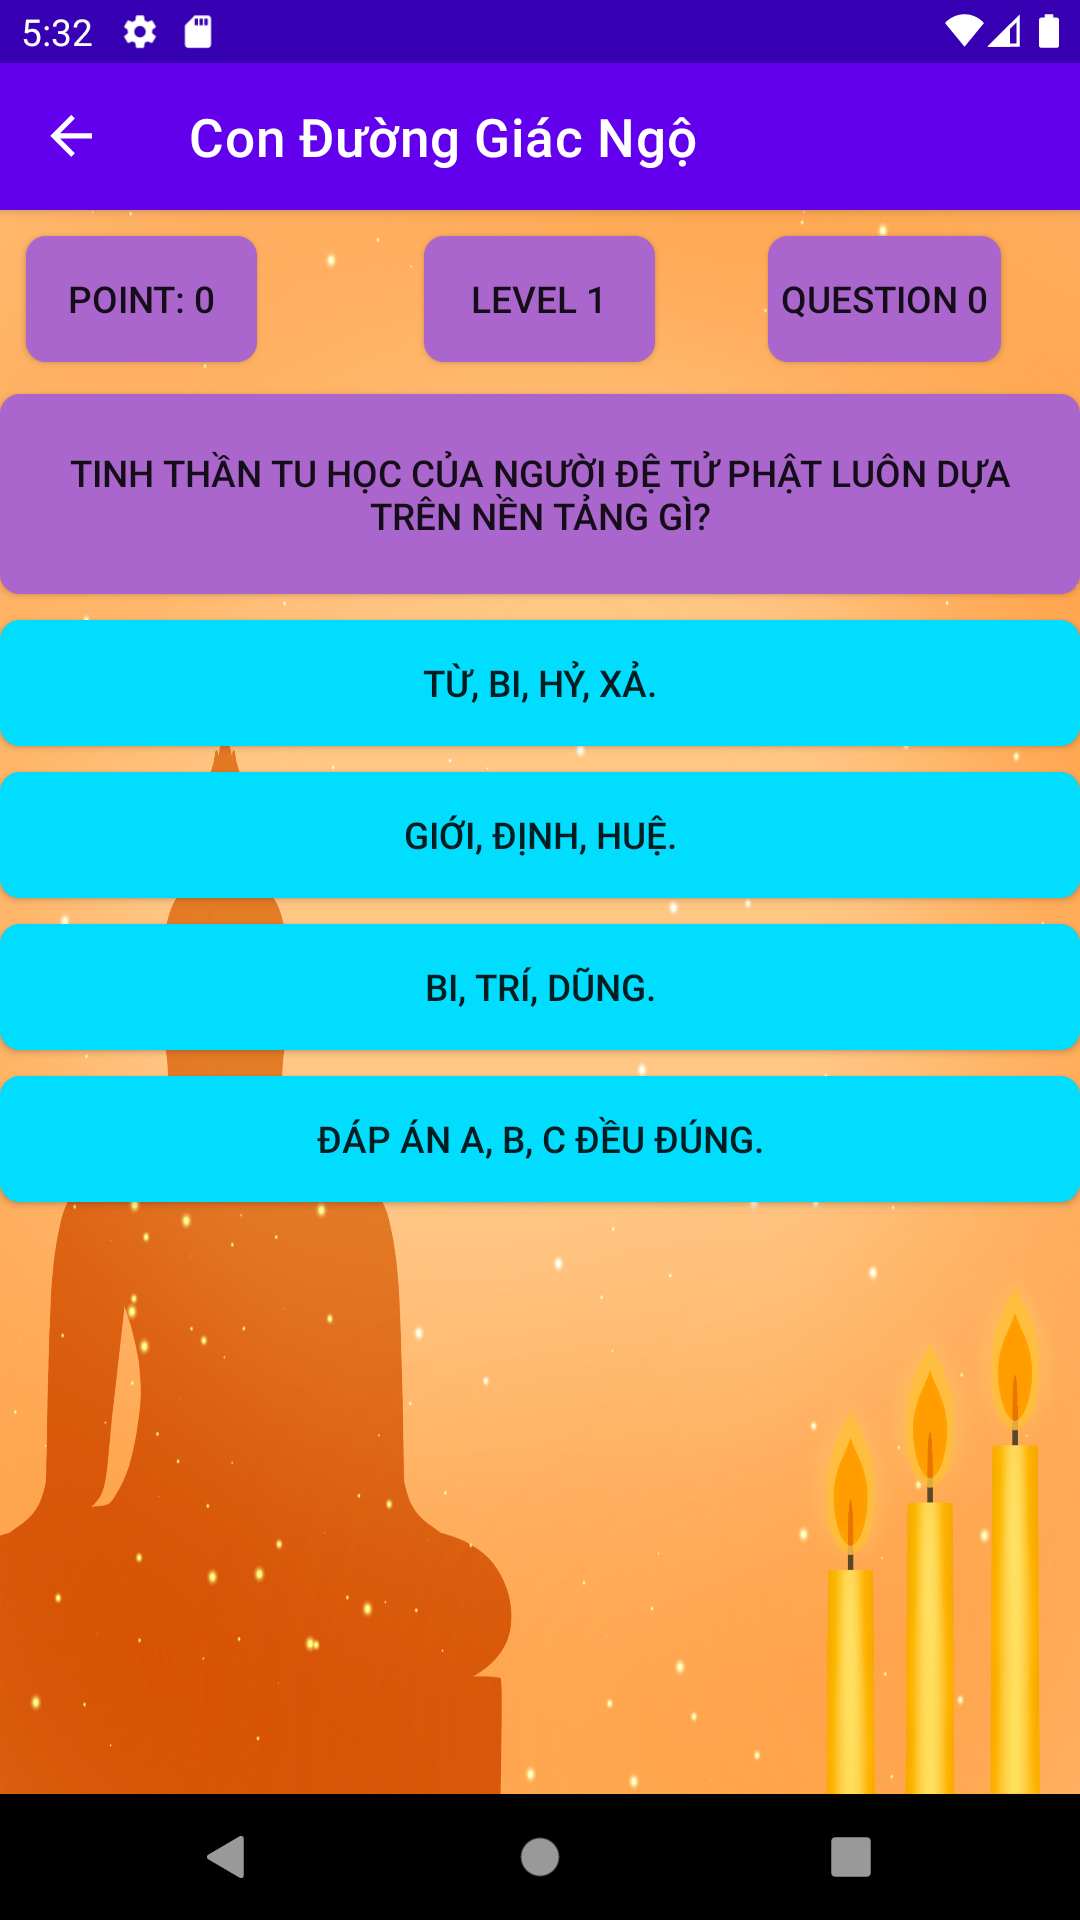 5:32
Con Đường Giác Ngộ
POINT: 0
LEVEL 1
QUESTION 0
TINH THẦN TU HỌC CỦA NGƯỜI ĐỆ TỬ PHẬT LUÔN DỰA
TRÊN NỀN TẢNG GÌ?
TỪ, BI, HỶ, XẢ.
GIỚI, ĐỊNH, HUỆ.
BI, TRÍ, DŨNG.
ĐÁP ÁN A, B, C ĐỀU ĐÚNG.